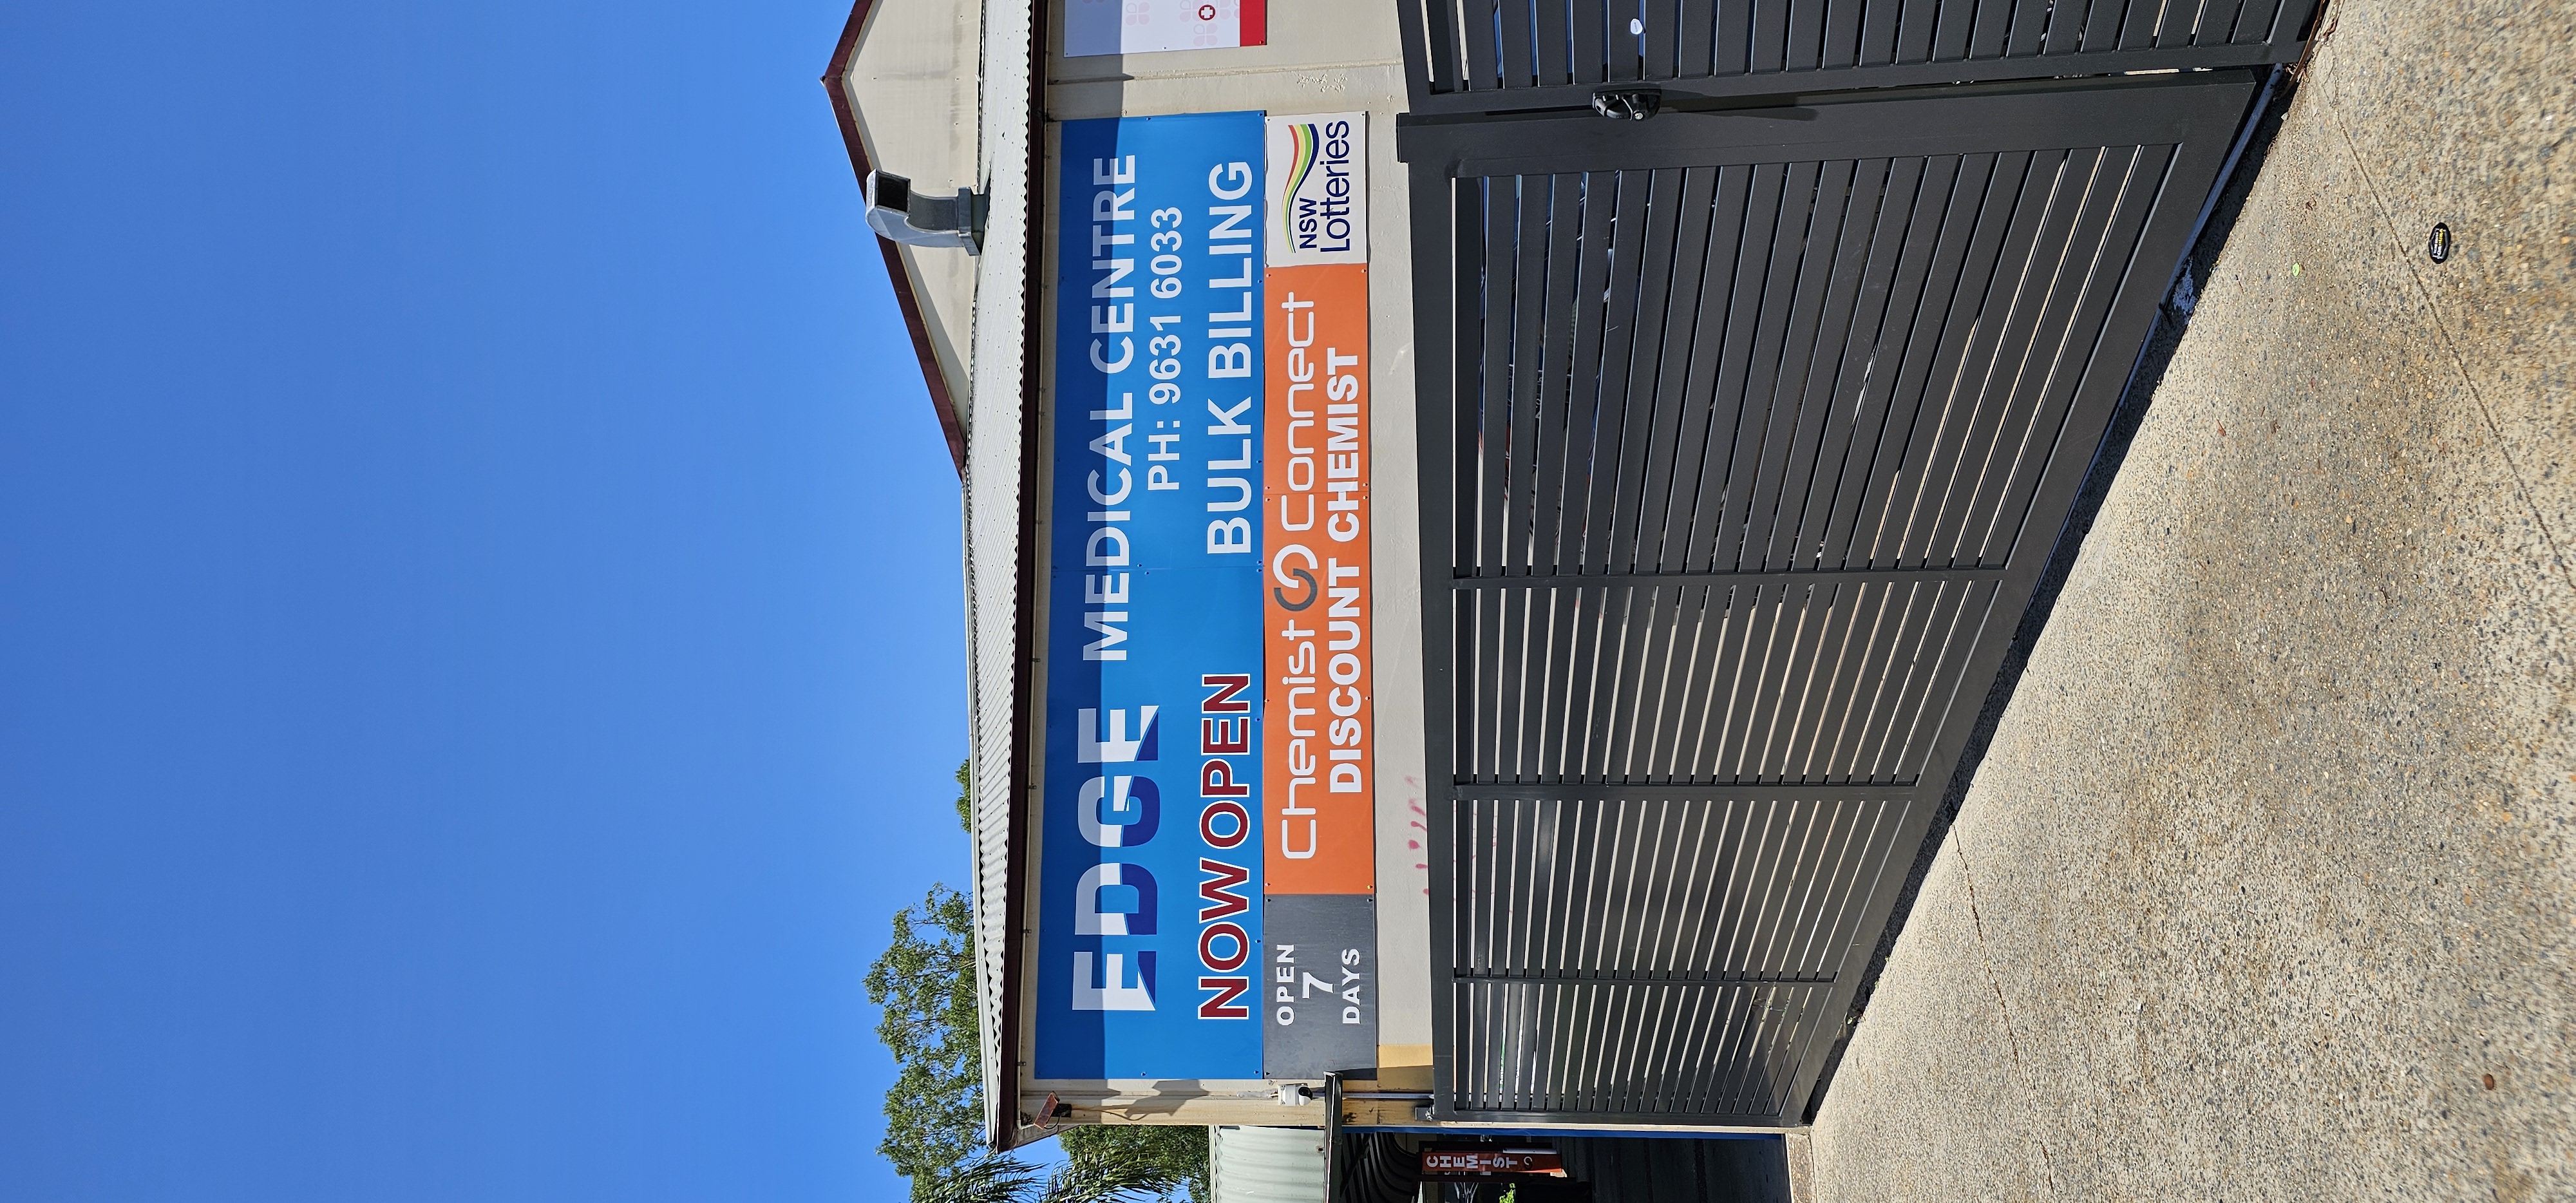 EDGE MEDICAL CENTRE
PH: 9631 6033
NOW OPEN BULK BILLING
OPEN
7
DAYS
Chemist Connect
DISCOUNT CHEMIST
NSW
Lotteries
CHEMIST